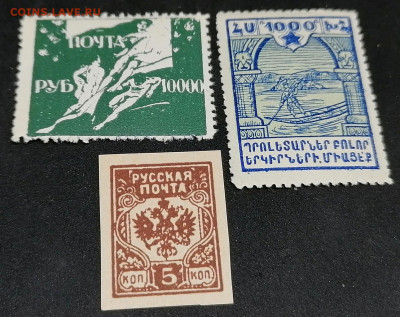 COINS.LAVE.RU
ПОЧТА
РУБ 10000
ՀՍ 1000 ԽՀ
ՊՐՈԼԵՏԱՐՆԵՐ ԲՈԼՈՐ
ԵՐԿԻՐՆԵՐԻ, ՄԻԱՑԵՔ
РУССКАЯ
ПОЧТА
КОП. 5 КОП.